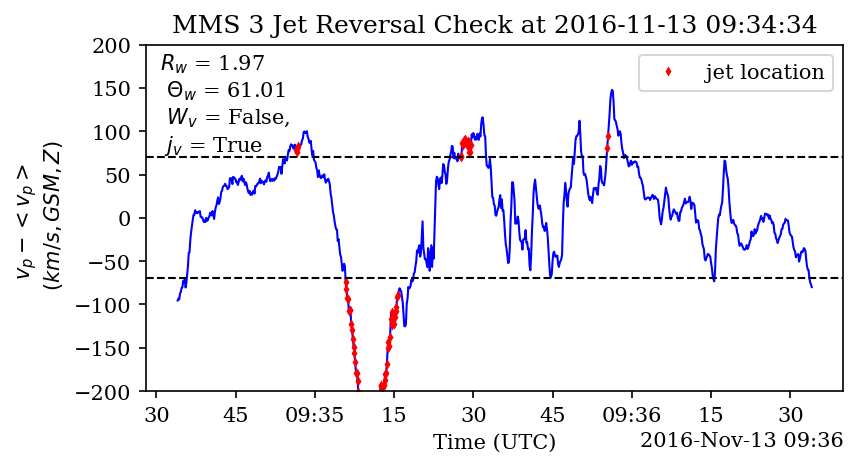 MMS 3 Jet Reversal Check at 2016-11-13 09:34:34
R_w = 1.97
Θ_w = 61.01
W_v = False,
j_v = True
jet location
v_p − < v_p >
(km/s, GSM, Z)
200
150
100
50
0
−50
−100
−150
−200
30 45 09:35 15 30 45 09:36 15 30
Time (UTC)
2016-Nov-13 09:36